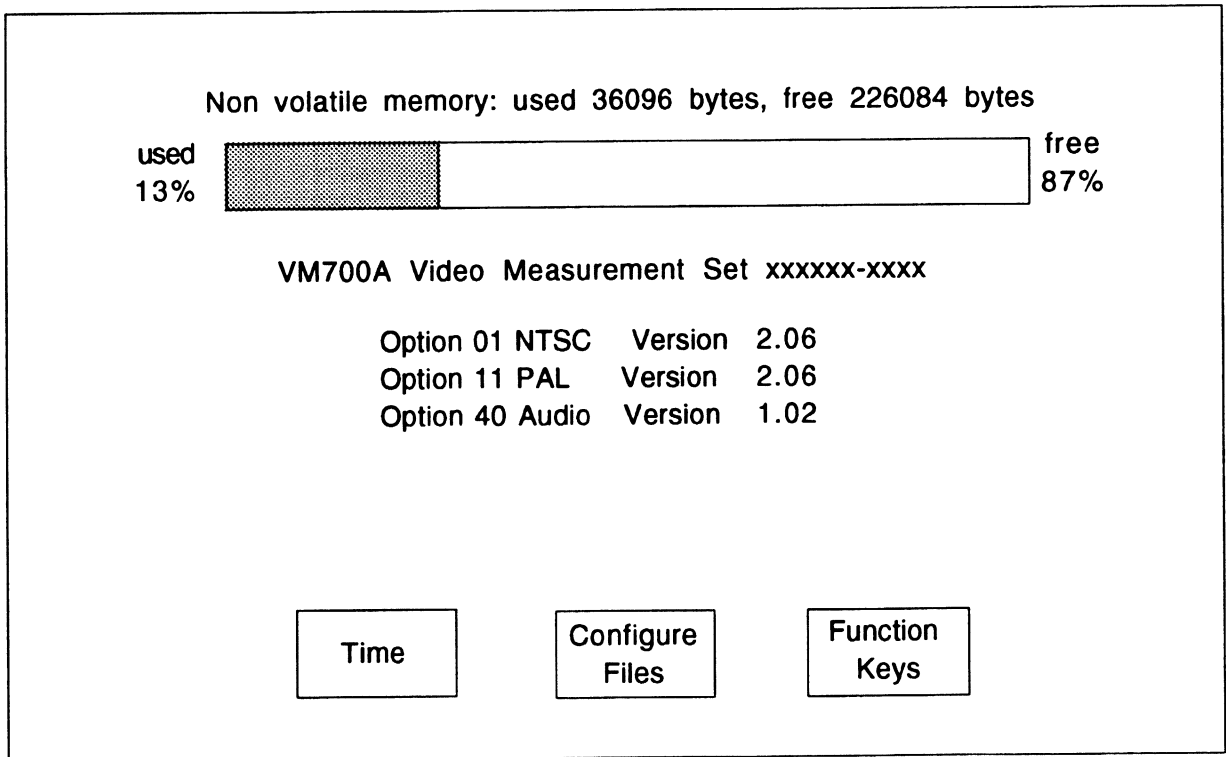 Non volatile memory: used 36096 bytes, free 226084 bytes
used
13%
free
87%
VM700A Video Measurement Set xxxxxx-xxxx
Option 01 NTSC Version 2.06
Option 11 PAL Version 2.06
Option 40 Audio Version 1.02
Time
Configure
Files
Function
Keys